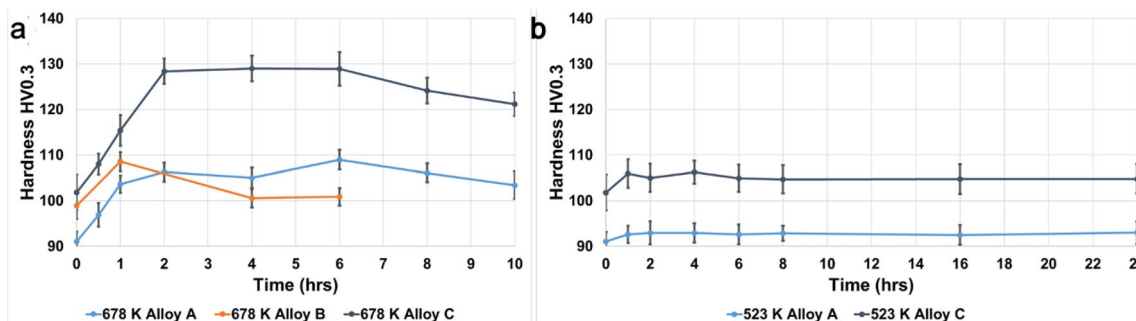 a
Hardness HV0.3
140
130
120
110
100
90
0 1 2 3 4 5 6 7 8 9 10
Time (hrs)
678 K Alloy A 678 K Alloy B 678 K Alloy C
b
Hardness HV0.3
140
130
120
110
100
90
0 2 4 6 8 10 12 14 16 18 20 22
Time (hrs)
523 K Alloy A 523 K Alloy C